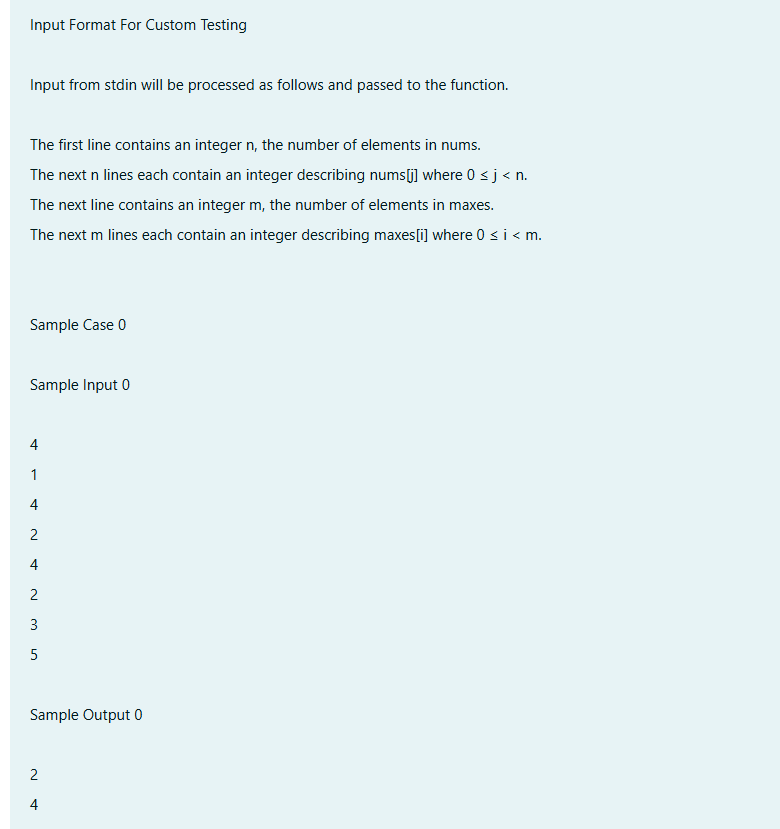 Input Format For Custom Testing
Input from stdin will be processed as follows and passed to the function.
The first line contains an integer n, the number of elements in nums.
The next n lines each contain an integer describing nums[j] where 0 ≤ j < n.
The next line contains an integer m, the number of elements in maxes.
The next m lines each contain an integer describing maxes[i] where 0 ≤ i < m.
Sample Case 0
Sample Input 0
4
1
4
2
4
2
3
5
Sample Output 0
2
4